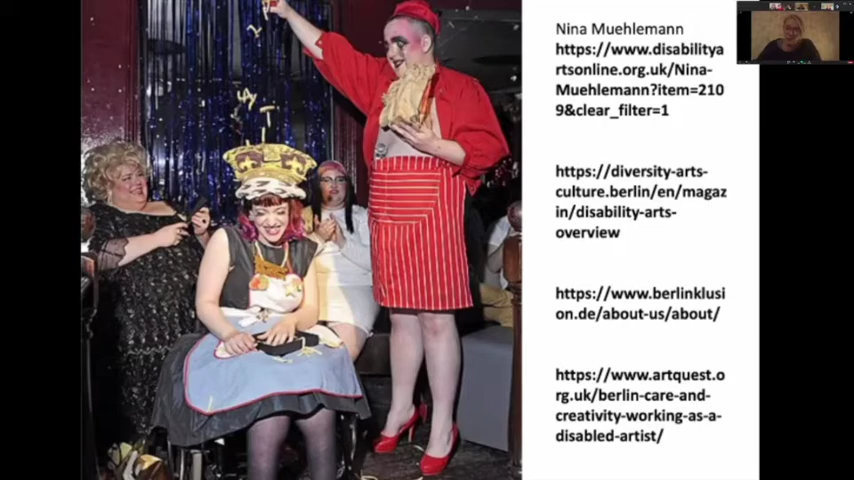 Nina Muehlemann
https://www.disabilitya
rtsonline.org.uk/Nina-
Muehlemann?item=210
9&clear_filter=1
https://diversity-arts-
culture.berlin/en/magaz
in/disability-arts-
overview
https://www.berlinklusi
on.de/about-us/about/
https://www.artquest.o
rg.uk/berlin-care-and-
creativity-working-as-a-
disabled-artist/